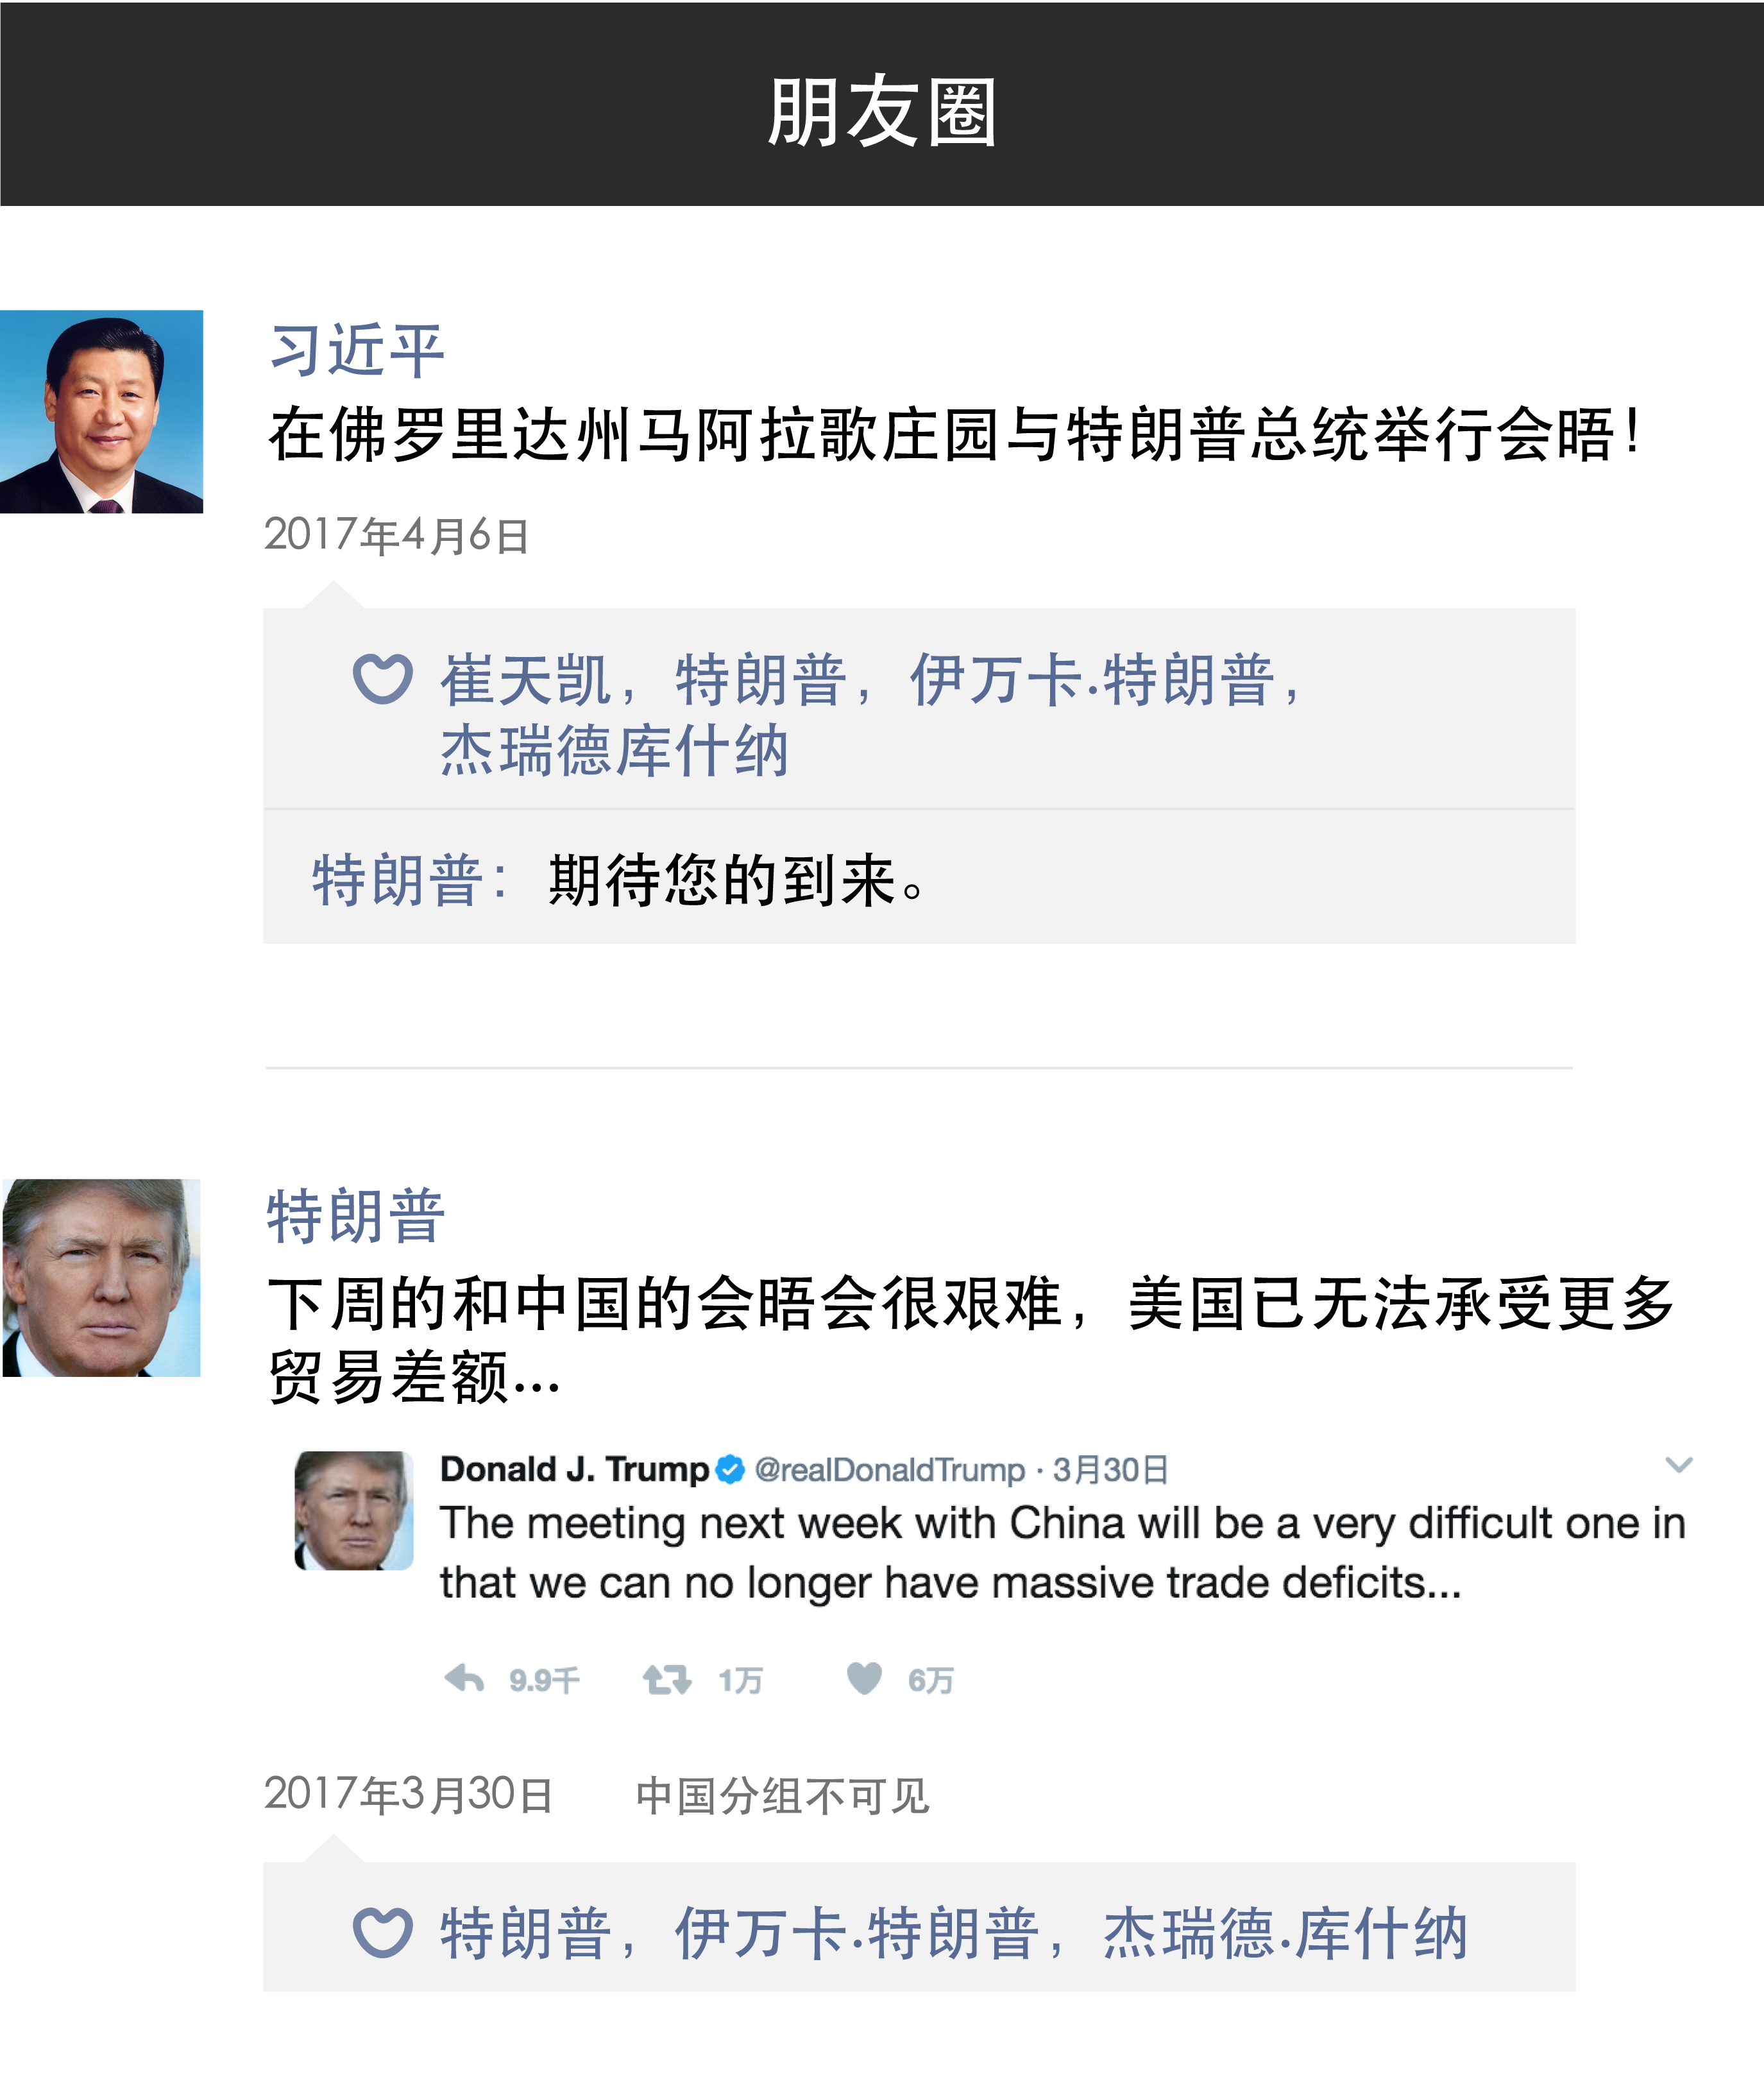 朋友圈
习近平
在佛罗里达州马阿拉歌庄园与特朗普总统举行会晤！
2017年4月6日
崔天凯，特朗普，伊万卡·特朗普，
杰瑞德库什纳
特朗普：期待您的到来。
特朗普
下周的和中国的会晤会很艰难，美国已无法承受更多
贸易差额...
Donald J. Trump @realDonaldTrump · 3月30日
The meeting next week with China will be a very difficult one in
that we can no longer have massive trade deficits...
9.9千 1万 6万
2017年3月30日 中国分组不可见
特朗普，伊万卡·特朗普，杰瑞德·库什纳